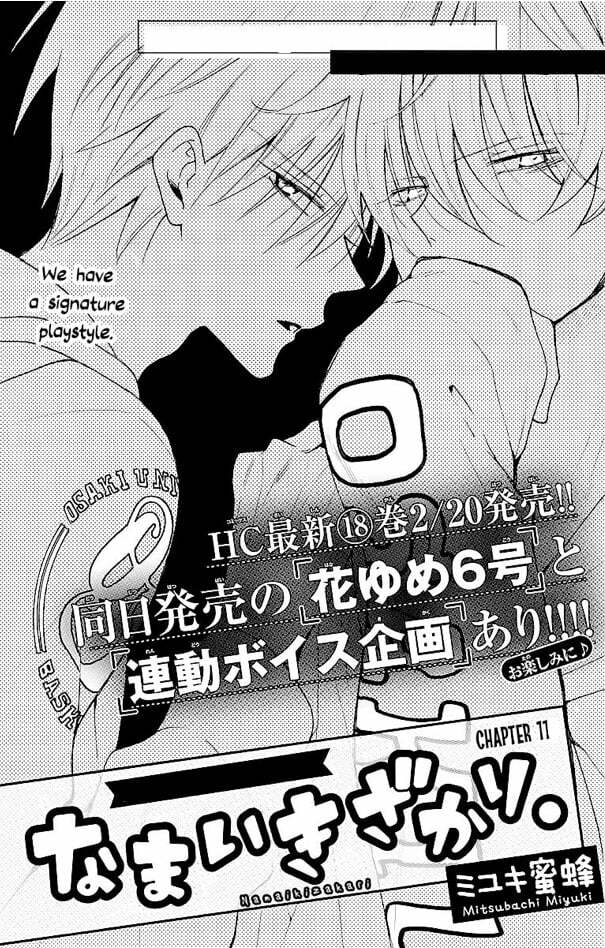 We have
a signature
playstyle.
OSAKI UNI
BASK
HC最新⑱巻2/20発売!!
同日発売の『花ゆめ6号』と
『連動ボイス企画』あり!!!!
お楽しみに♪
CHAPTER 11
なまいきざかり。
Namaikizakari
ミユキ蜜蜂
Mitsubachi Miyuki